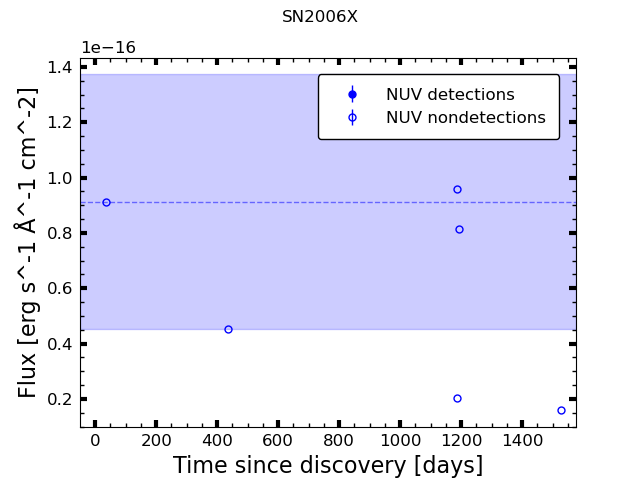 SN2006X
1e−16
1.4
1.2
1.0
0.8
0.6
0.4
0.2
Flux [erg s^-1 Å^-1 cm^-2]
NUV detections
NUV nondetections
0 200 400 600 800 1000 1200 1400
Time since discovery [days]